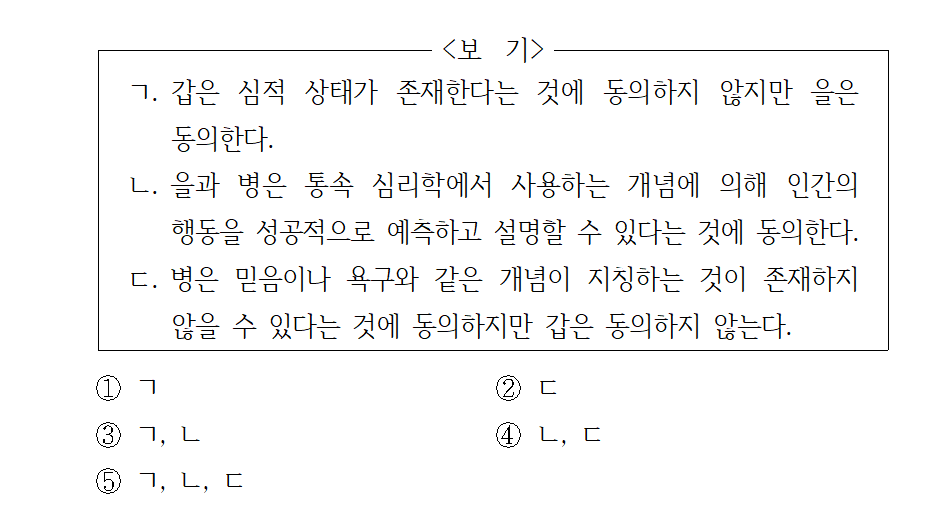 <보 기>
ㄱ. 갑은 심적 상태가 존재한다는 것에 동의하지 않지만 을은
동의한다.
ㄴ. 을과 병은 통속 심리학에서 사용하는 개념에 의해 인간의
행동을 성공적으로 예측하고 설명할 수 있다는 것에 동의한다.
ㄷ. 병은 믿음이나 욕구와 같은 개념이 지칭하는 것이 존재하지
않을 수 있다는 것에 동의하지만 갑은 동의하지 않는다.
① ㄱ ② ㄷ
③ ㄱ, ㄴ ④ ㄴ, ㄷ
⑤ ㄱ, ㄴ, ㄷ